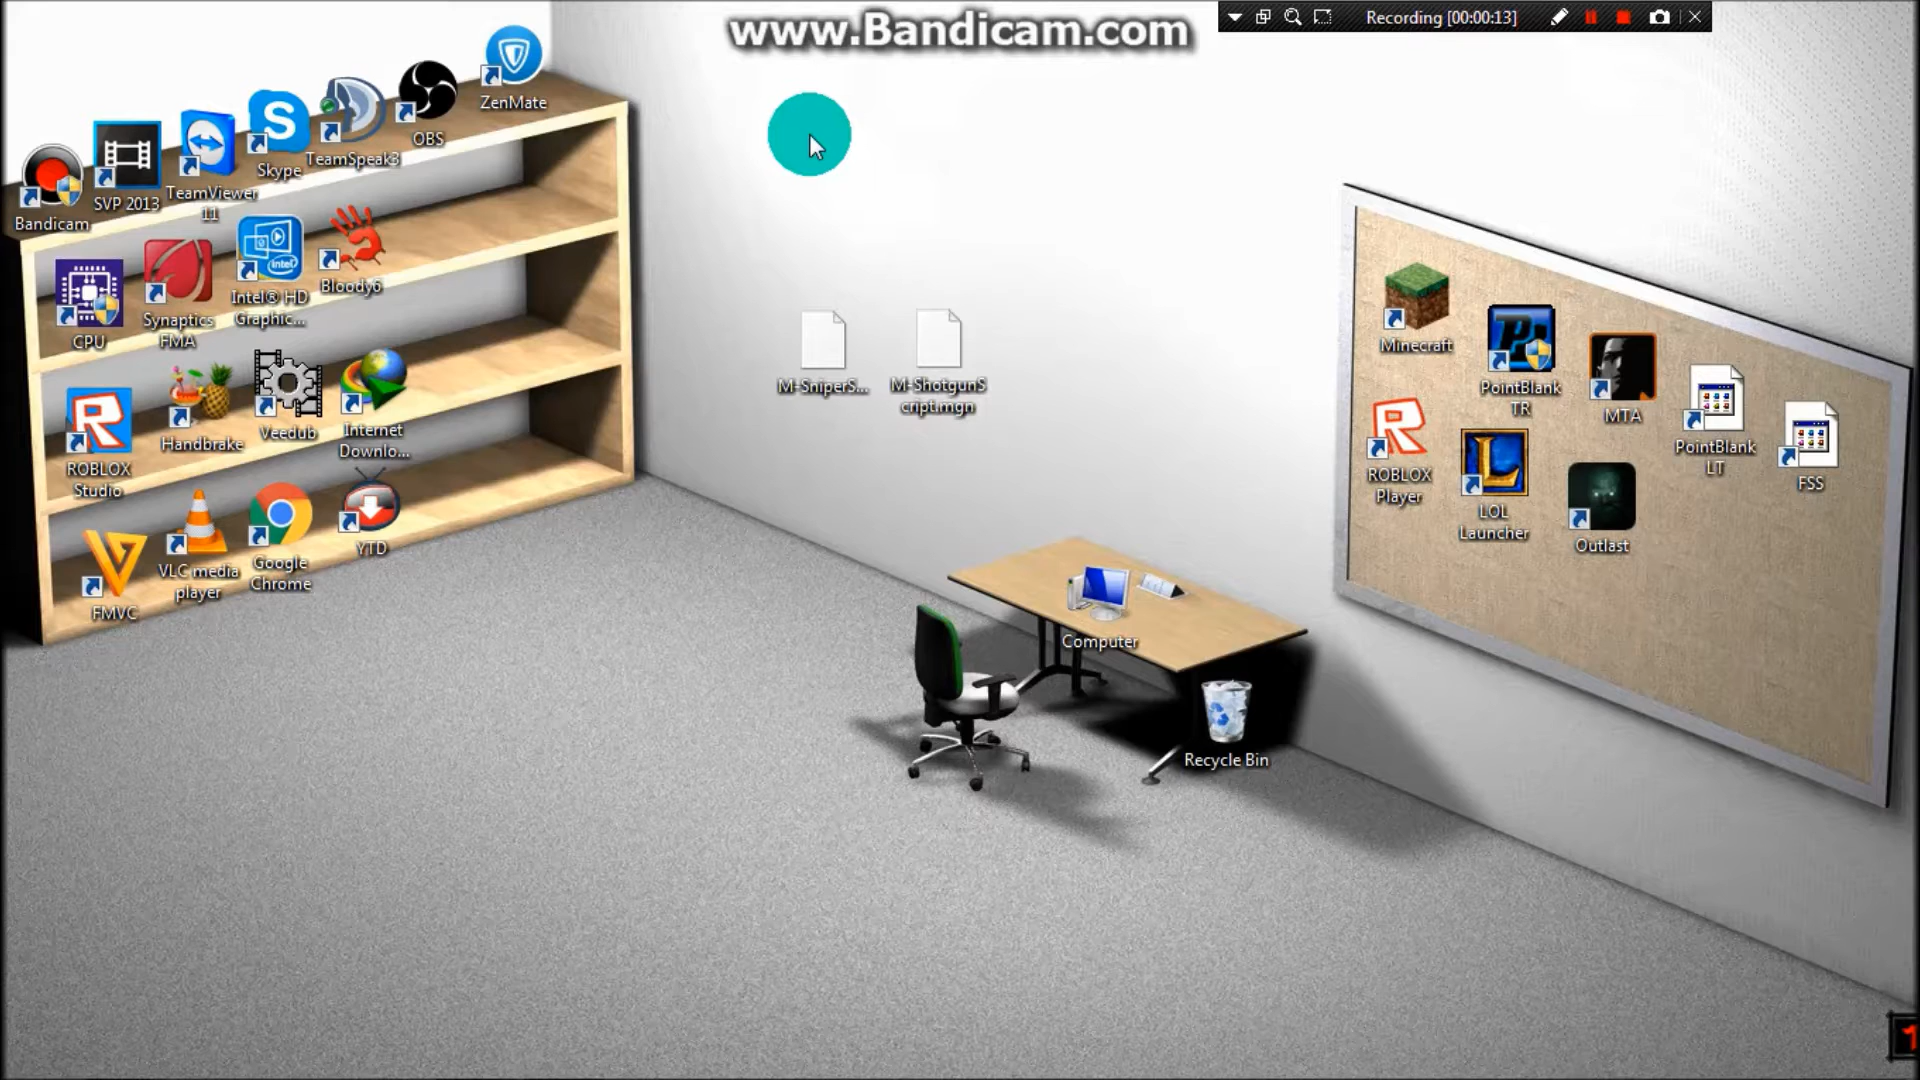 www.Bandicam.com
Recording [00:00:13]
ZenMate
OBS
TeamSpeak3
Skype
TeamViewer
11
SVP 2013
Bandicam
Bloody6
Intel® HD
Graphic...
Synaptics
FMA
CPU
Internet
Downlo...
Veedub
Handbrake
ROBLOX
Studio
YTD
Google
Chrome
VLC media
player
FMVC
M-SniperS...
M-ShotgunS
cript.mgn
Computer
Recycle Bin
Minecraft
PointBlank
TR
MTA
PointBlank
LT
FSS
ROBLOX
Player
LOL
Launcher
Outlast